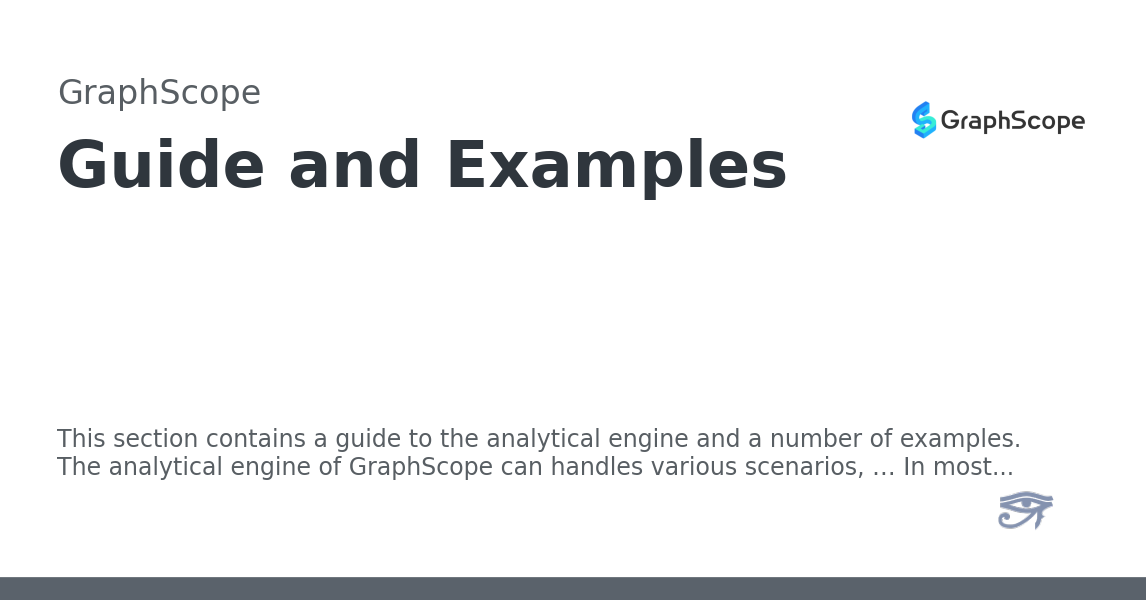 GraphScope
GraphScope
Guide and Examples
This section contains a guide to the analytical engine and a number of examples.
The analytical engine of GraphScope can handles various scenarios, … In most...